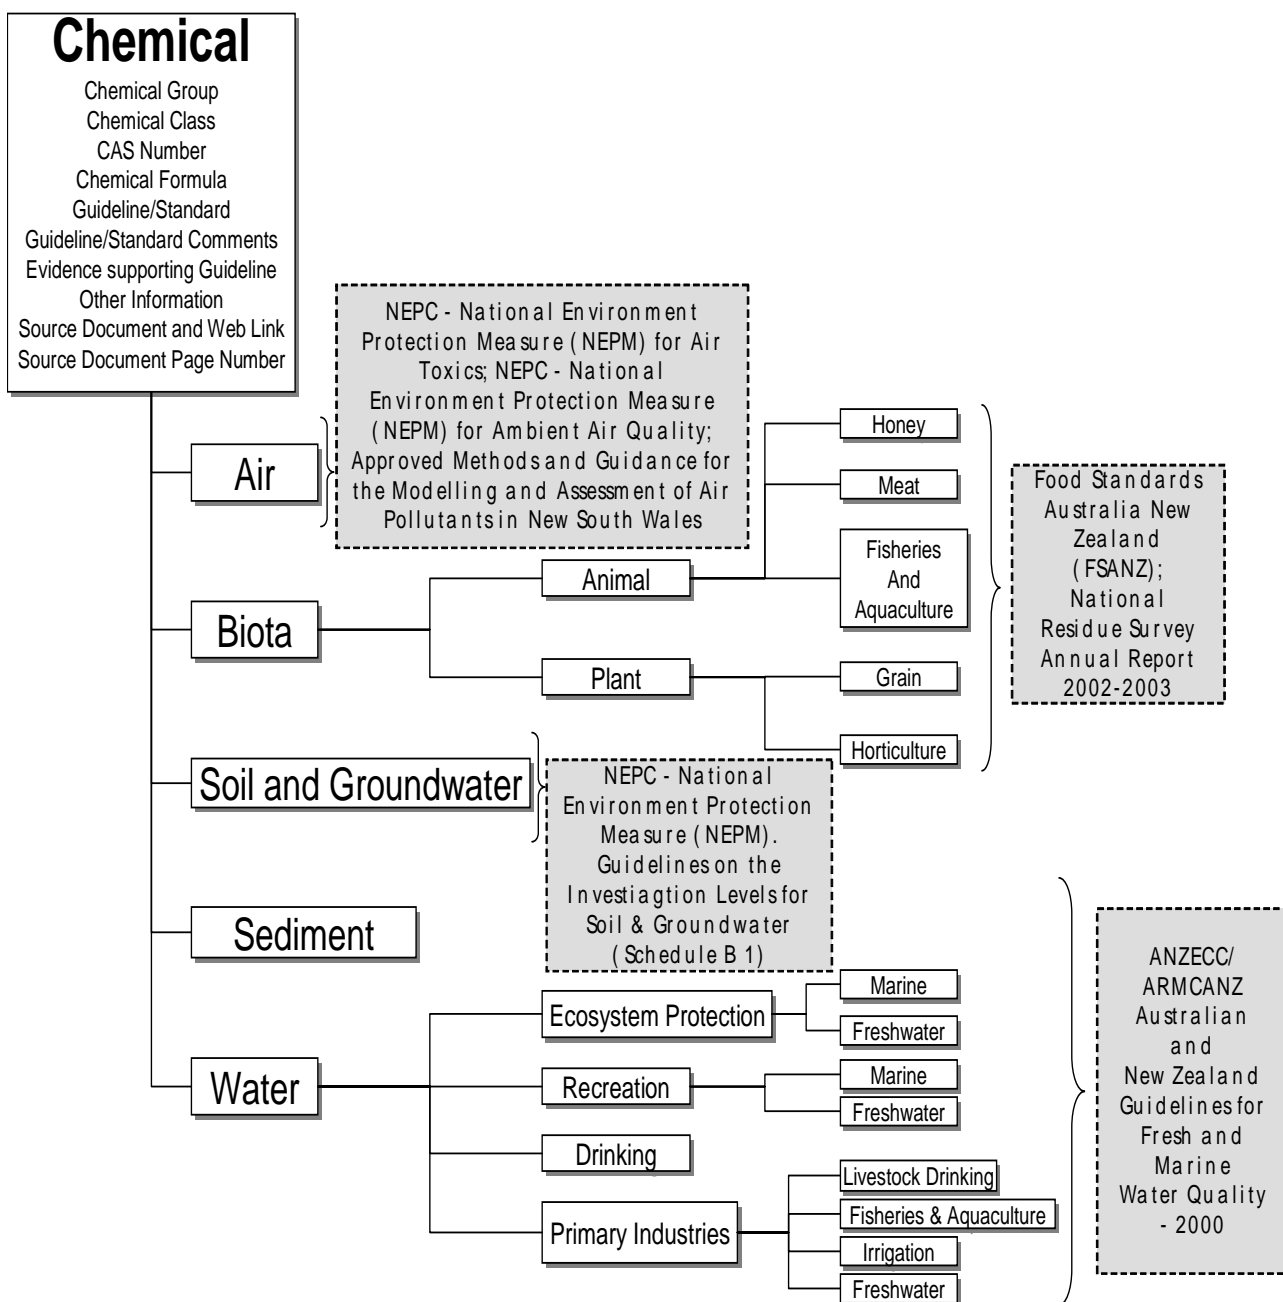 Chemical
Chemical Group
Chemical Class
CAS Number
Chemical Formula
Guideline/Standard
Guideline/Standard Comments
Evidence supporting Guideline
Other Information
Source Document and Web Link
Source Document Page Number
Air
NEPC - National Environment
Protection Measure (NEPM) for Air
Toxics; NEPC - National
Environment Protection Measure
(NEPM) for Ambient Air Quality;
Approved Methods and Guidance for
the Modelling and Assessment of Air
Pollutants in New South Wales
Biota
Animal
Honey
Meat
Fisheries
And
Aquaculture
Plant
Grain
Horticulture
Food Standards
Australia New
Zealand
(FSANZ);
National
Residue Survey
Annual Report
2002-2003
Soil and Groundwater
NEPC - National
Environment Protection
Measure (NEPM).
Guidelines on the
Investiagtion Levels for
Soil & Groundwater
(Schedule B 1)
Sediment
Water
Ecosystem Protection
Marine
Freshwater
Recreation
Marine
Freshwater
Drinking
Primary Industries
Livestock Drinking
Fisheries & Aquaculture
Irrigation
Freshwater
ANZECC/
ARMCANZ
Australian
and
New Zealand
Guidelines for
Fresh and
Marine
Water Quality
- 2000